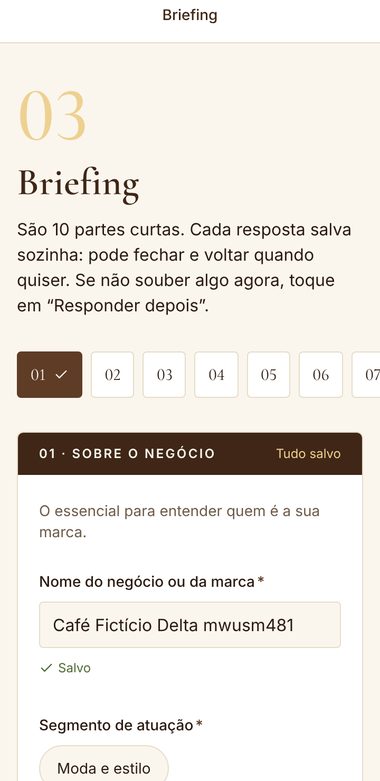 Briefing
03
Briefing
São 10 partes curtas. Cada resposta salva
sozinha: pode fechar e voltar quando
quiser. Se não souber algo agora, toque
em “Responder depois”.
01 ✓ 02 03 04 05 06 07
01 · SOBRE O NEGÓCIO Tudo salvo
O essencial para entender quem é a sua
marca.
Nome do negócio ou da marca *
Café Fictício Delta mwusm481
✓ Salvo
Segmento de atuação *
Moda e estilo